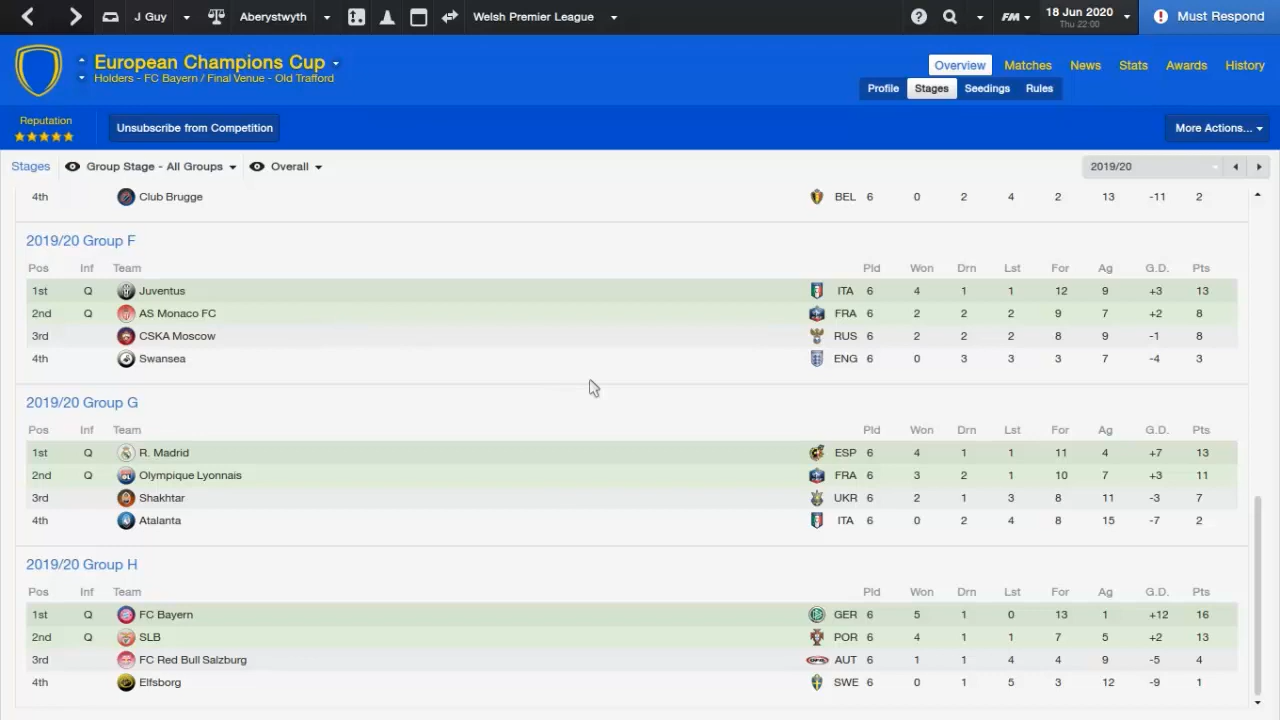 J Guy Aberystwyth Welsh Premier League FM 18 Jun 2020 Must Respond
Thu 22:00
European Champions Cup
Holders - FC Bayern / Final Venue - Old Trafford
Overview Matches News Stats Awards History
Profile Stages Seedings Rules
Reputation
Unsubscribe from Competition More Actions...
Stages Group Stage - All Groups Overall 2019/20
4th Club Brugge BEL 6 0 2 4 2 13 -11 2
2019/20 Group F
Pos Inf Team Pld Won Drn Lst For Ag G.D. Pts
1st Q Juventus ITA 6 4 1 1 12 9 +3 13
2nd Q AS Monaco FC FRA 6 2 2 2 9 7 +2 8
3rd CSKA Moscow RUS 6 2 2 2 8 9 -1 8
4th Swansea ENG 6 0 3 3 3 7 -4 3
2019/20 Group G
Pos Inf Team Pld Won Drn Lst For Ag G.D. Pts
1st Q R. Madrid ESP 6 4 1 1 11 4 +7 13
2nd Q Olympique Lyonnais FRA 6 3 2 1 10 7 +3 11
3rd Shakhtar UKR 6 2 1 3 8 11 -3 7
4th Atalanta ITA 6 0 2 4 8 15 -7 2
2019/20 Group H
Pos Inf Team Pld Won Drn Lst For Ag G.D. Pts
1st Q FC Bayern GER 6 5 1 0 13 1 +12 16
2nd Q SLB POR 6 4 1 1 7 5 +2 13
3rd FC Red Bull Salzburg AUT 6 1 1 4 4 9 -5 4
4th Elfsborg SWE 6 0 1 5 3 12 -9 1